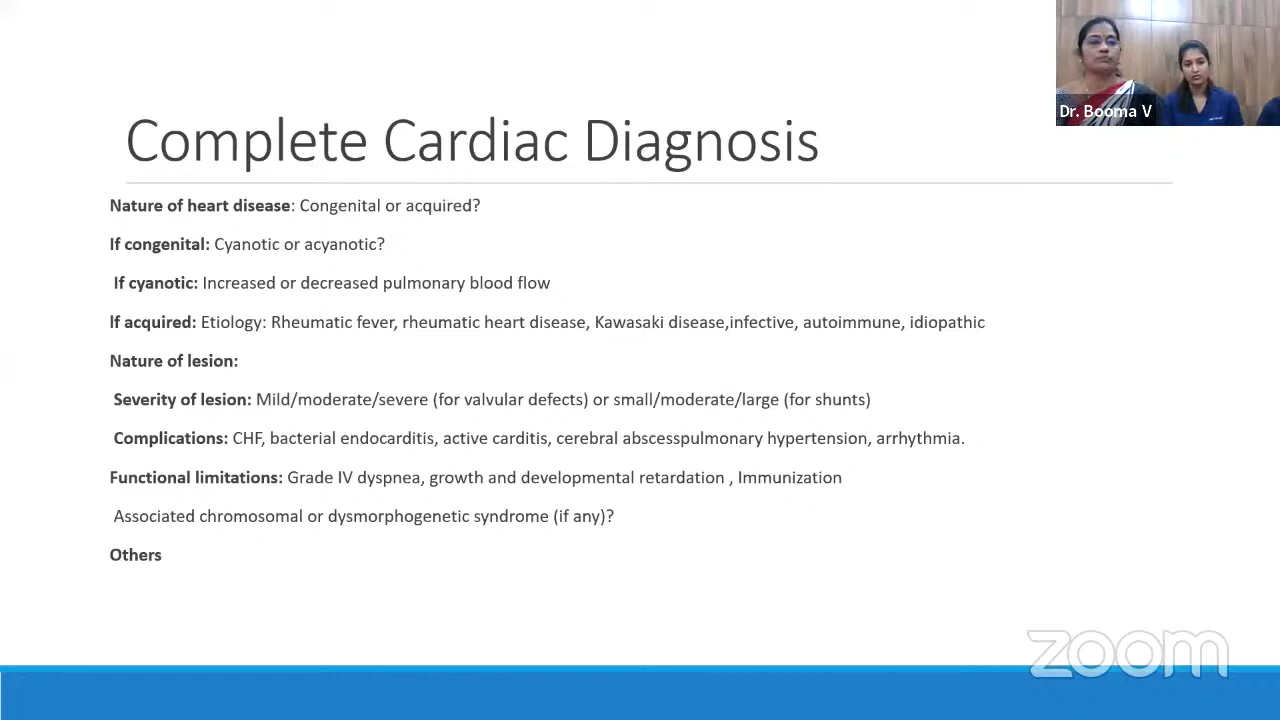 Dr. Booma V
Complete Cardiac Diagnosis
Nature of heart disease: Congenital or acquired?
If congenital: Cyanotic or acyanotic?
If cyanotic: Increased or decreased pulmonary blood flow
If acquired: Etiology: Rheumatic fever, rheumatic heart disease, Kawasaki disease,infective, autoimmune, idiopathic
Nature of lesion:
Severity of lesion: Mild/moderate/severe (for valvular defects) or small/moderate/large (for shunts)
Complications: CHF, bacterial endocarditis, active carditis, cerebral abscesspulmonary hypertension, arrhythmia.
Functional limitations: Grade IV dyspnea, growth and developmental retardation , Immunization
Associated chromosomal or dysmorphogenetic syndrome (if any)?
Others
zoom